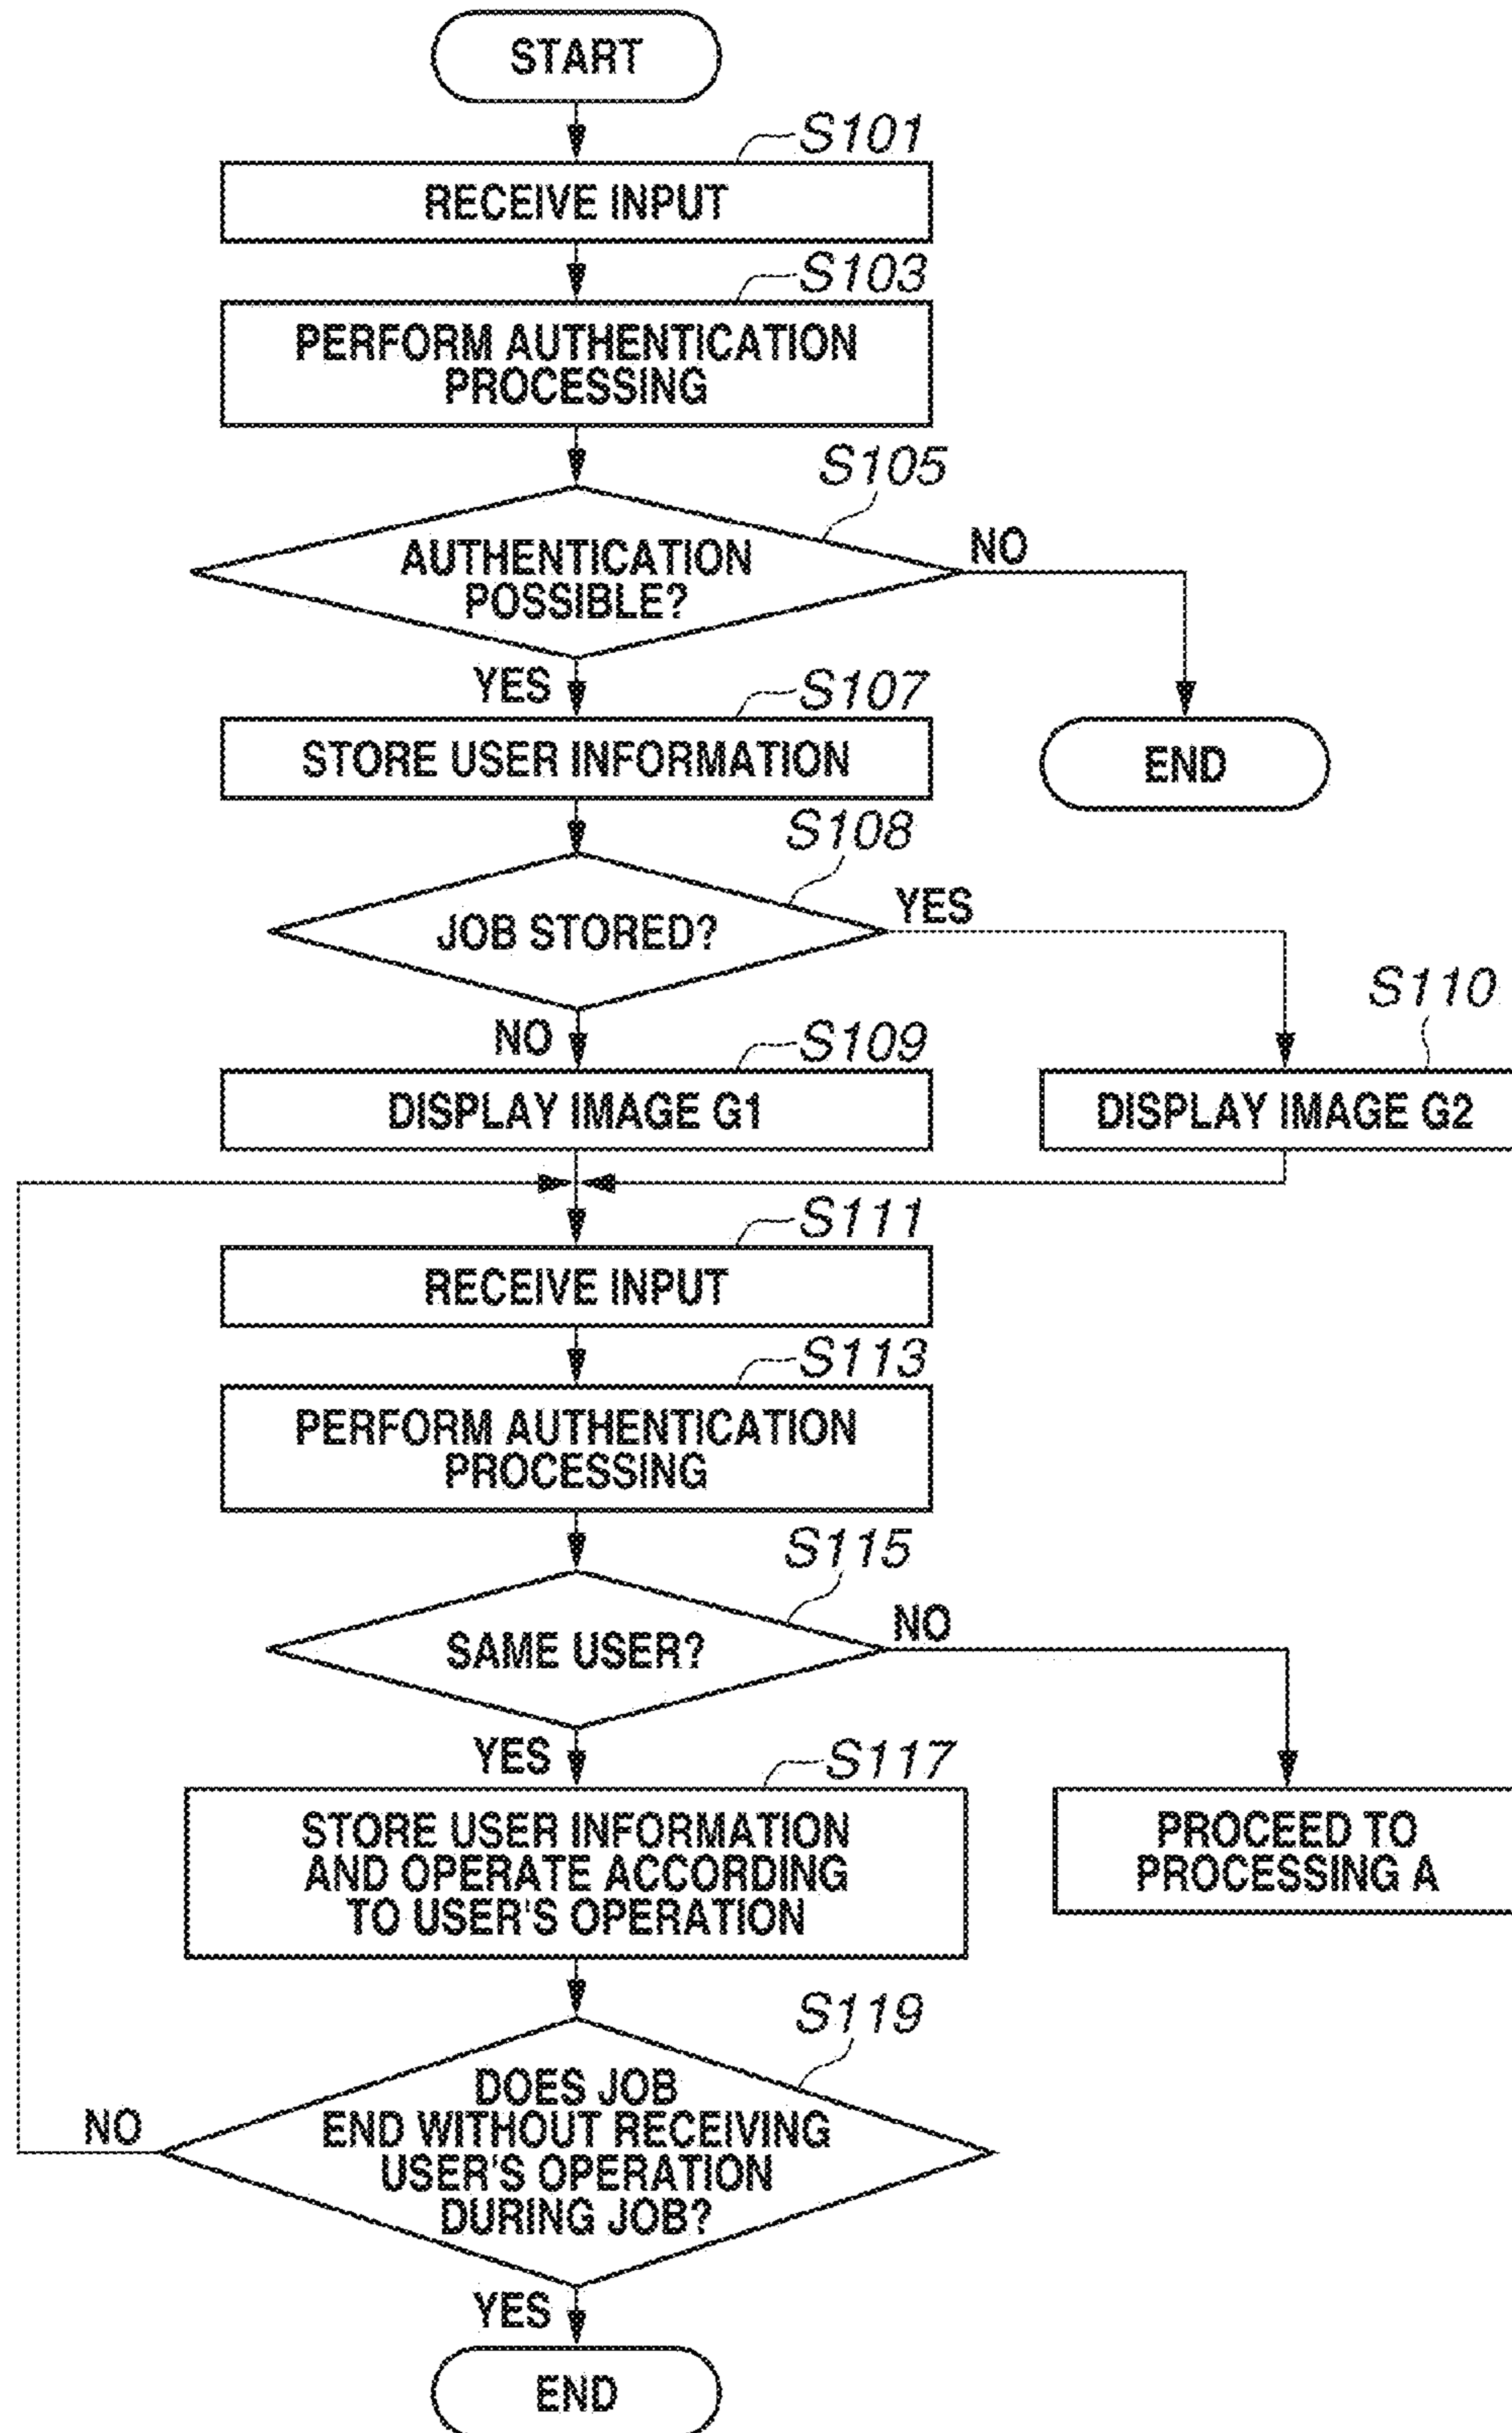 START
S101
RECEIVE INPUT
S103
PERFORM AUTHENTICATION
PROCESSING
S105
AUTHENTICATION
POSSIBLE?
NO
YES
S107
STORE USER INFORMATION
END
S108
JOB STORED?
YES
NO
S109
DISPLAY IMAGE G1
S110
DISPLAY IMAGE G2
S111
RECEIVE INPUT
S113
PERFORM AUTHENTICATION
PROCESSING
S115
SAME USER?
NO
YES
S117
STORE USER INFORMATION
AND OPERATE ACCORDING
TO USER'S OPERATION
PROCEED TO
PROCESSING A
S119
DOES JOB
END WITHOUT RECEIVING
USER'S OPERATION
DURING JOB?
NO
YES
END